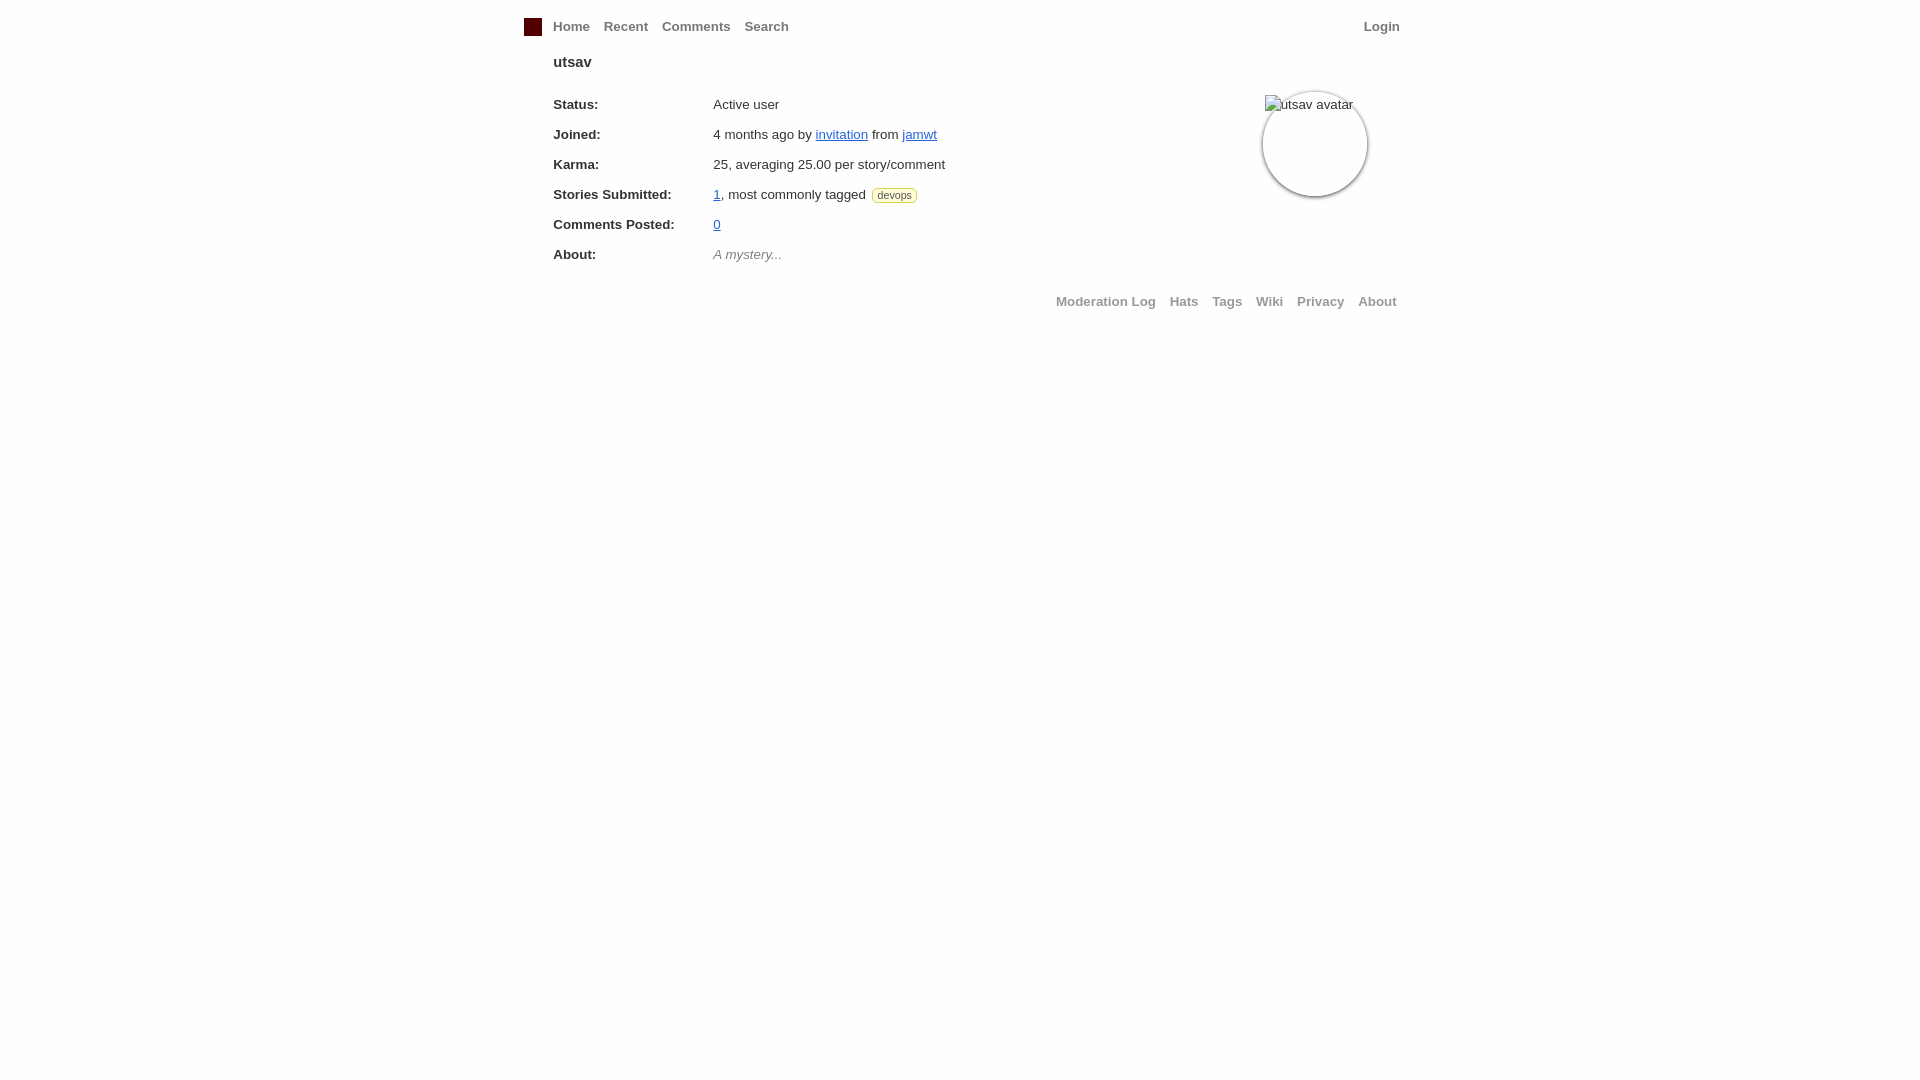 Home Recent Comments Search Login
utsav
Status: Active user
utsav avatar
Joined: 4 months ago by invitation from jamwt
Karma: 25, averaging 25.00 per story/comment
Stories Submitted: 1, most commonly tagged devops
Comments Posted: 0
About: A mystery...
Moderation Log Hats Tags Wiki Privacy About